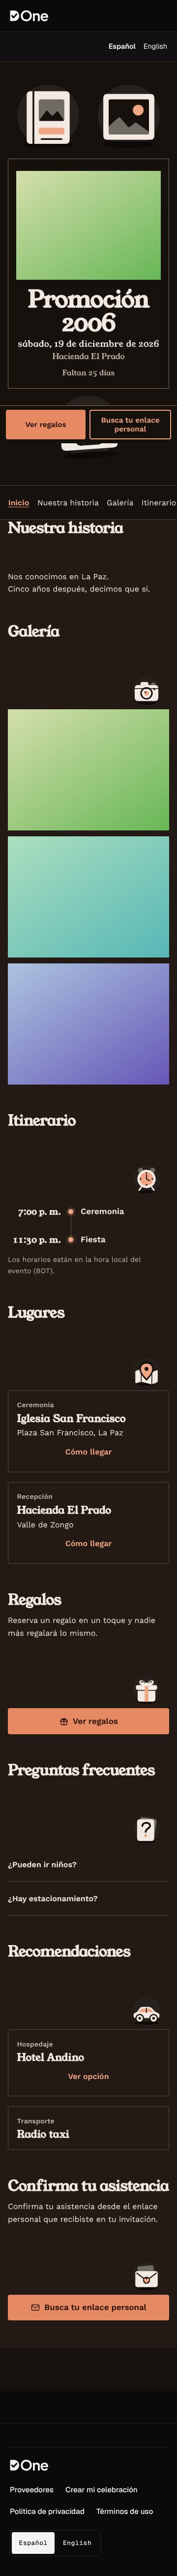 One
Español English
Promoción
2006
sábado, 19 de diciembre de 2026
Hacienda El Prado
Faltan 25 días
Ver regalos
Busca tu enlace
personal
Inicio Nuestra historia Galería Itinerario
Nuestra historia
Nos conocimos en La Paz.
Cinco años después, decimos que sí.
Galería
Itinerario
7:00 p. m. Ceremonia
11:30 p. m. Fiesta
Los horarios están en la hora local del
evento (BOT).
Lugares
Ceremonia
Iglesia San Francisco
Plaza San Francisco, La Paz
Cómo llegar
Recepción
Hacienda El Prado
Valle de Zongo
Cómo llegar
Regalos
Reserva un regalo en un toque y nadie
más regalará lo mismo.
Ver regalos
Preguntas frecuentes
¿Pueden ir niños?
¿Hay estacionamiento?
Recomendaciones
Hospedaje
Hotel Andino
Ver opción
Transporte
Radio taxi
Confirma tu asistencia
Confirma tu asistencia desde el enlace
personal que recibiste en tu invitación.
Busca tu enlace personal
One
Proveedores Crear mi celebración
Política de privacidad Términos de uso
Español English